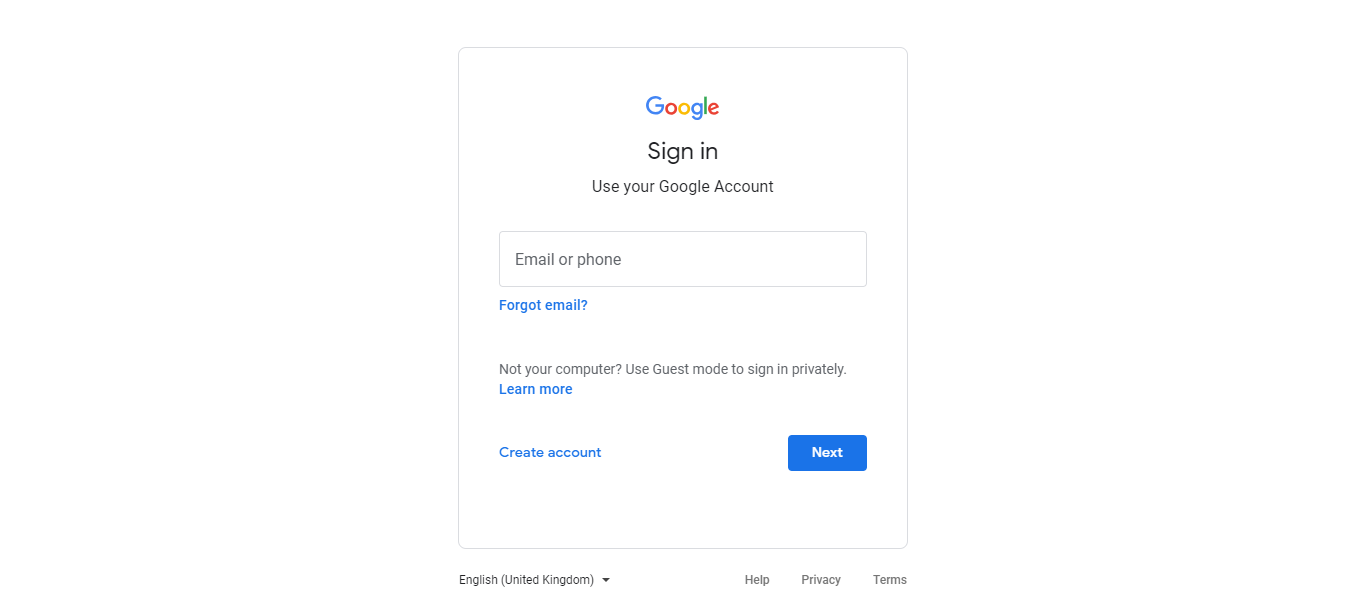 Google
Sign in
Use your Google Account
Email or phone
Forgot email?
Not your computer? Use Guest mode to sign in privately.
Learn more
Create account
Next
English (United Kingdom)
Help
Privacy
Terms